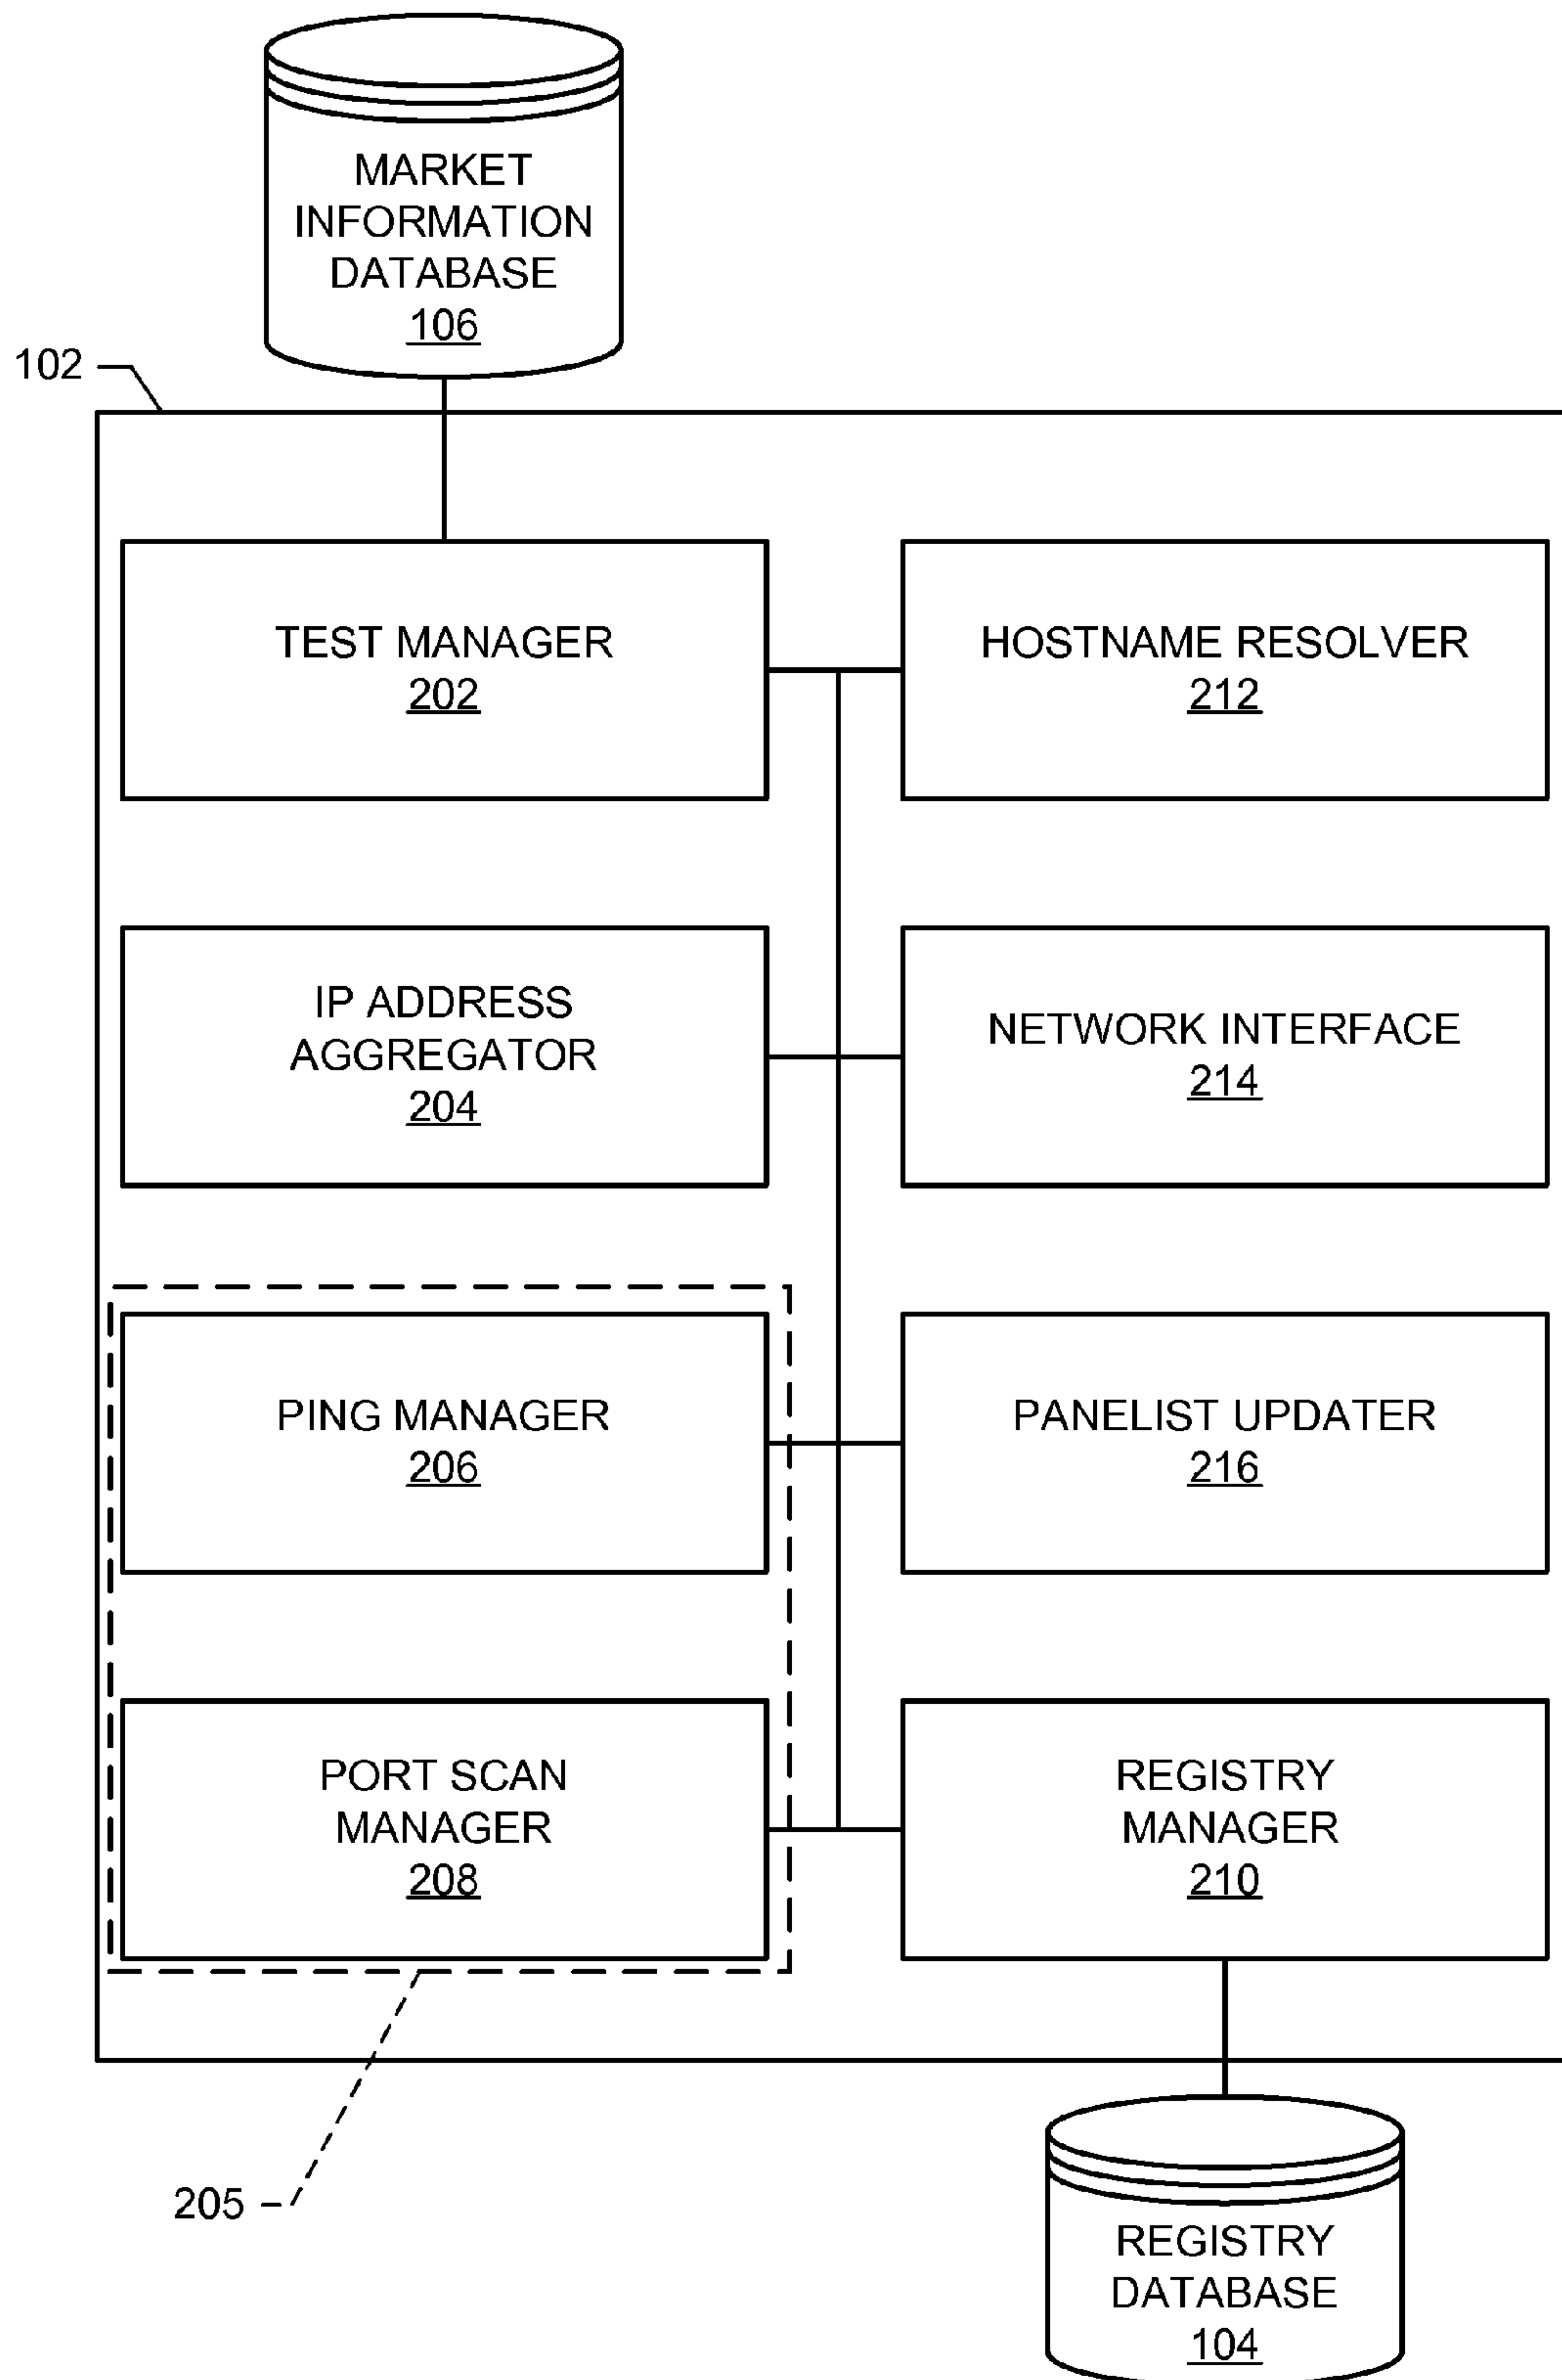 MARKET
INFORMATION
DATABASE
106
102
TEST MANAGER
202
HOSTNAME RESOLVER
212
IP ADDRESS
AGGREGATOR
204
NETWORK INTERFACE
214
PING MANAGER
206
PANELIST UPDATER
216
PORT SCAN
MANAGER
208
REGISTRY
MANAGER
210
205
REGISTRY
DATABASE
104